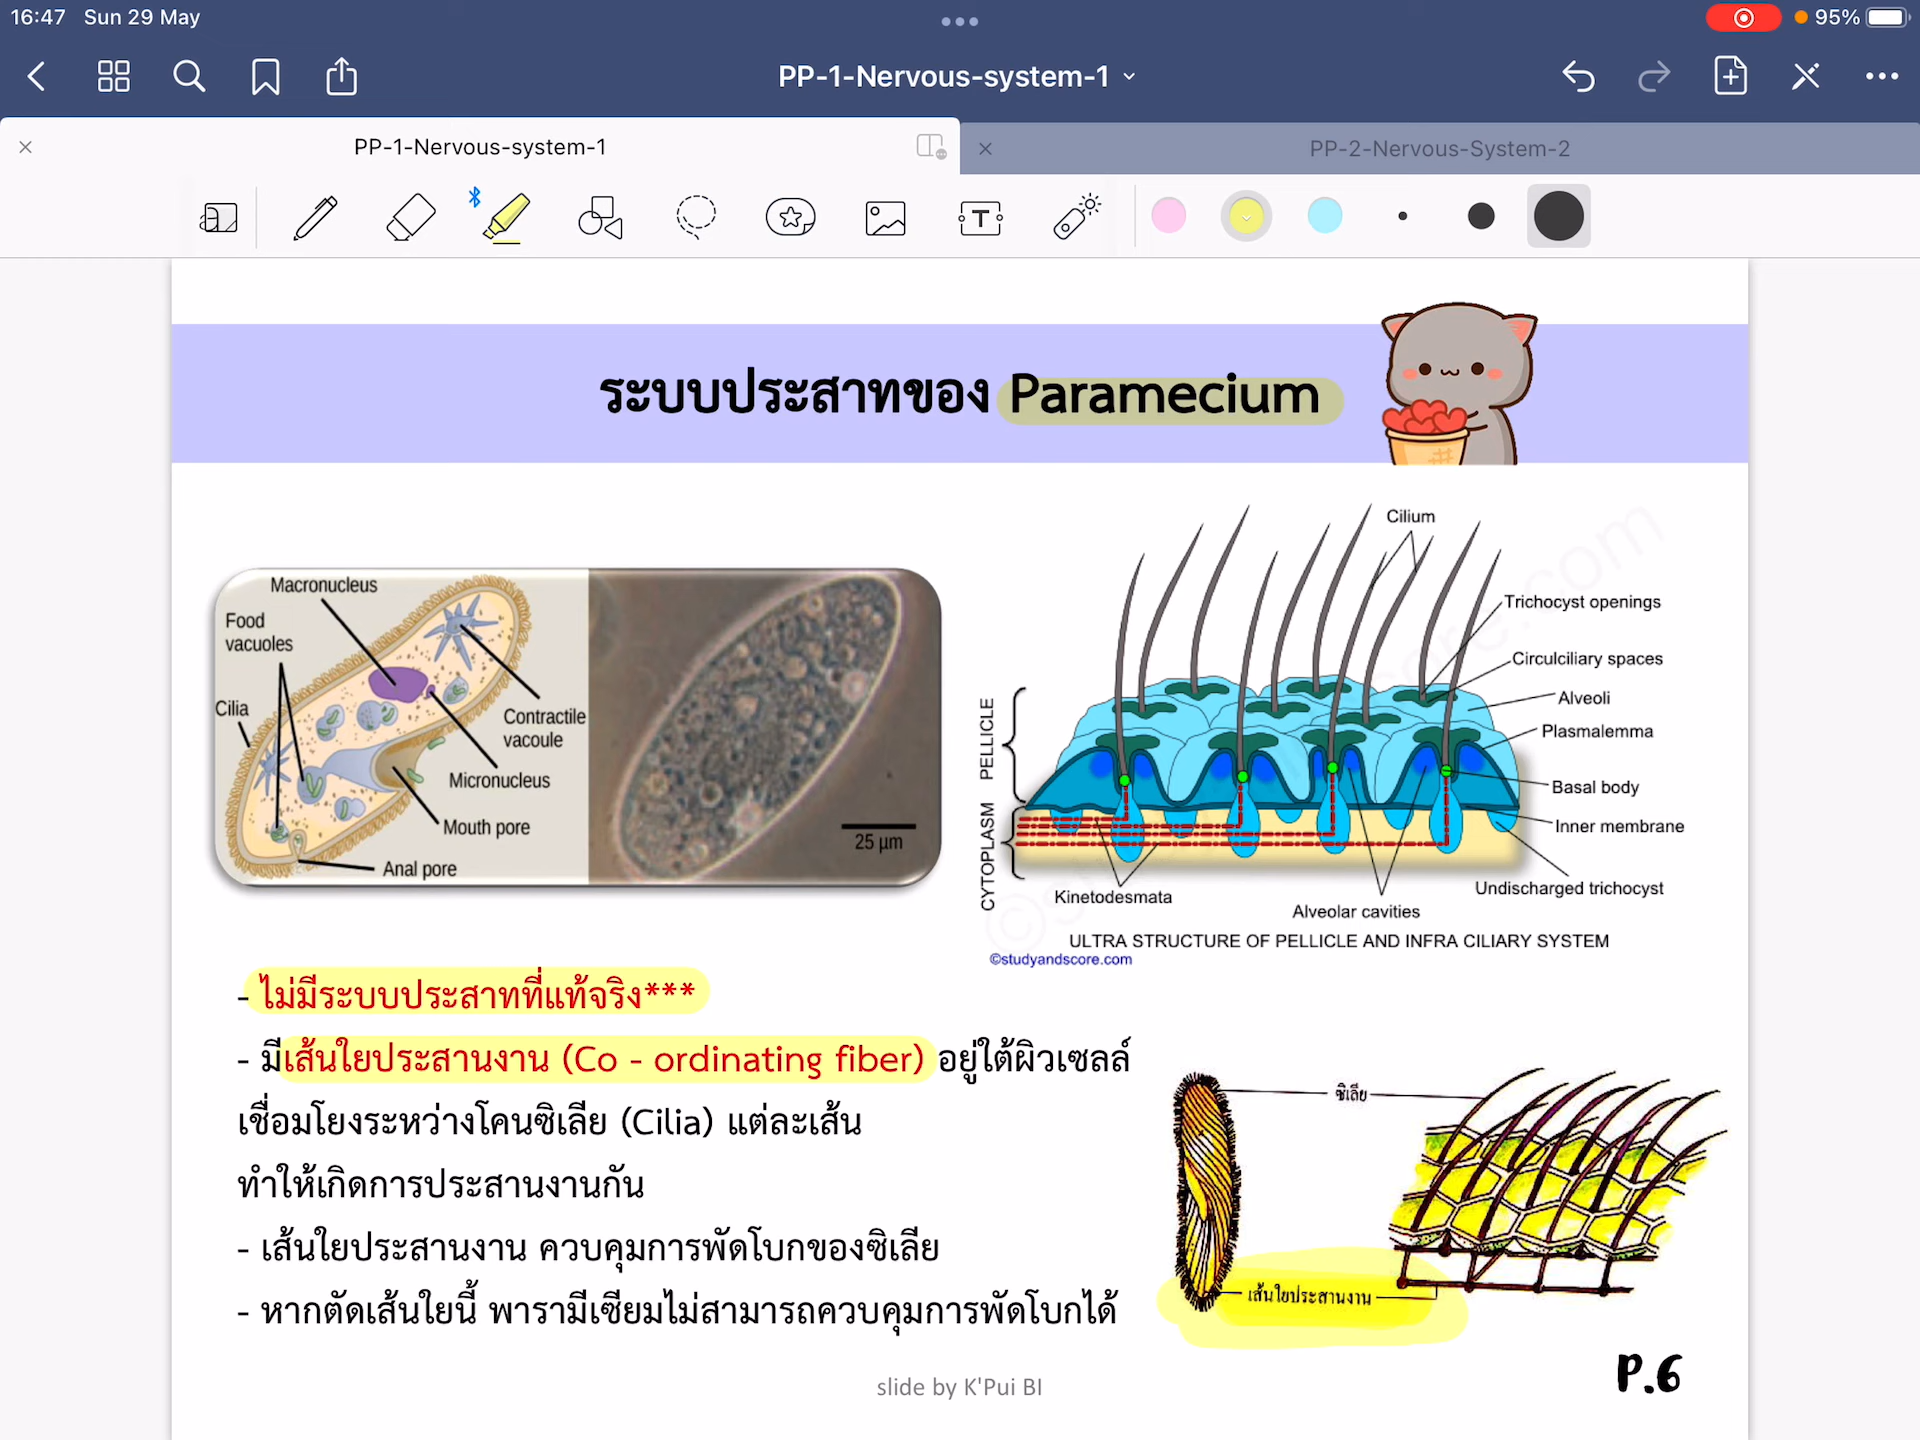 16:47 Sun 29 May
95%
PP-1-Nervous-system-1
PP-1-Nervous-system-1
PP-2-Nervous-System-2
a
T
ระบบประสาทของ Paramecium
Macronucleus
Food
vacuoles
Cilia
Contractile
vacoule
Micronucleus
Mouth pore
Anal pore
25 µm
Cilium
Trichocyst openings
Circulciliary spaces
Alveoli
Plasmalemma
Basal body
Inner membrane
Undischarged trichocyst
PELLICLE
CYTOPLASM
Kinetodesmata
Alveolar cavities
ULTRA STRUCTURE OF PELLICLE AND INFRA CILIARY SYSTEM
©studyandscore.com
- ไม่มีระบบประสาทที่แท้จริง***
- มีเส้นใยประสานงาน (Co - ordinating fiber) อยู่ใต้ผิวเซลล์
เชื่อมโยงระหว่างโคนซิเลีย (Cilia) แต่ละเส้น
ทำให้เกิดการประสานงานกัน
- เส้นใยประสานงาน ควบคุมการพัดโบกของซิเลีย
- หากตัดเส้นใยนี้ พารามีเซียมไม่สามารถควบคุมการพัดโบกได้
ซิเลีย
เส้นใยประสานงาน
slide by K'Pui BI
P.6